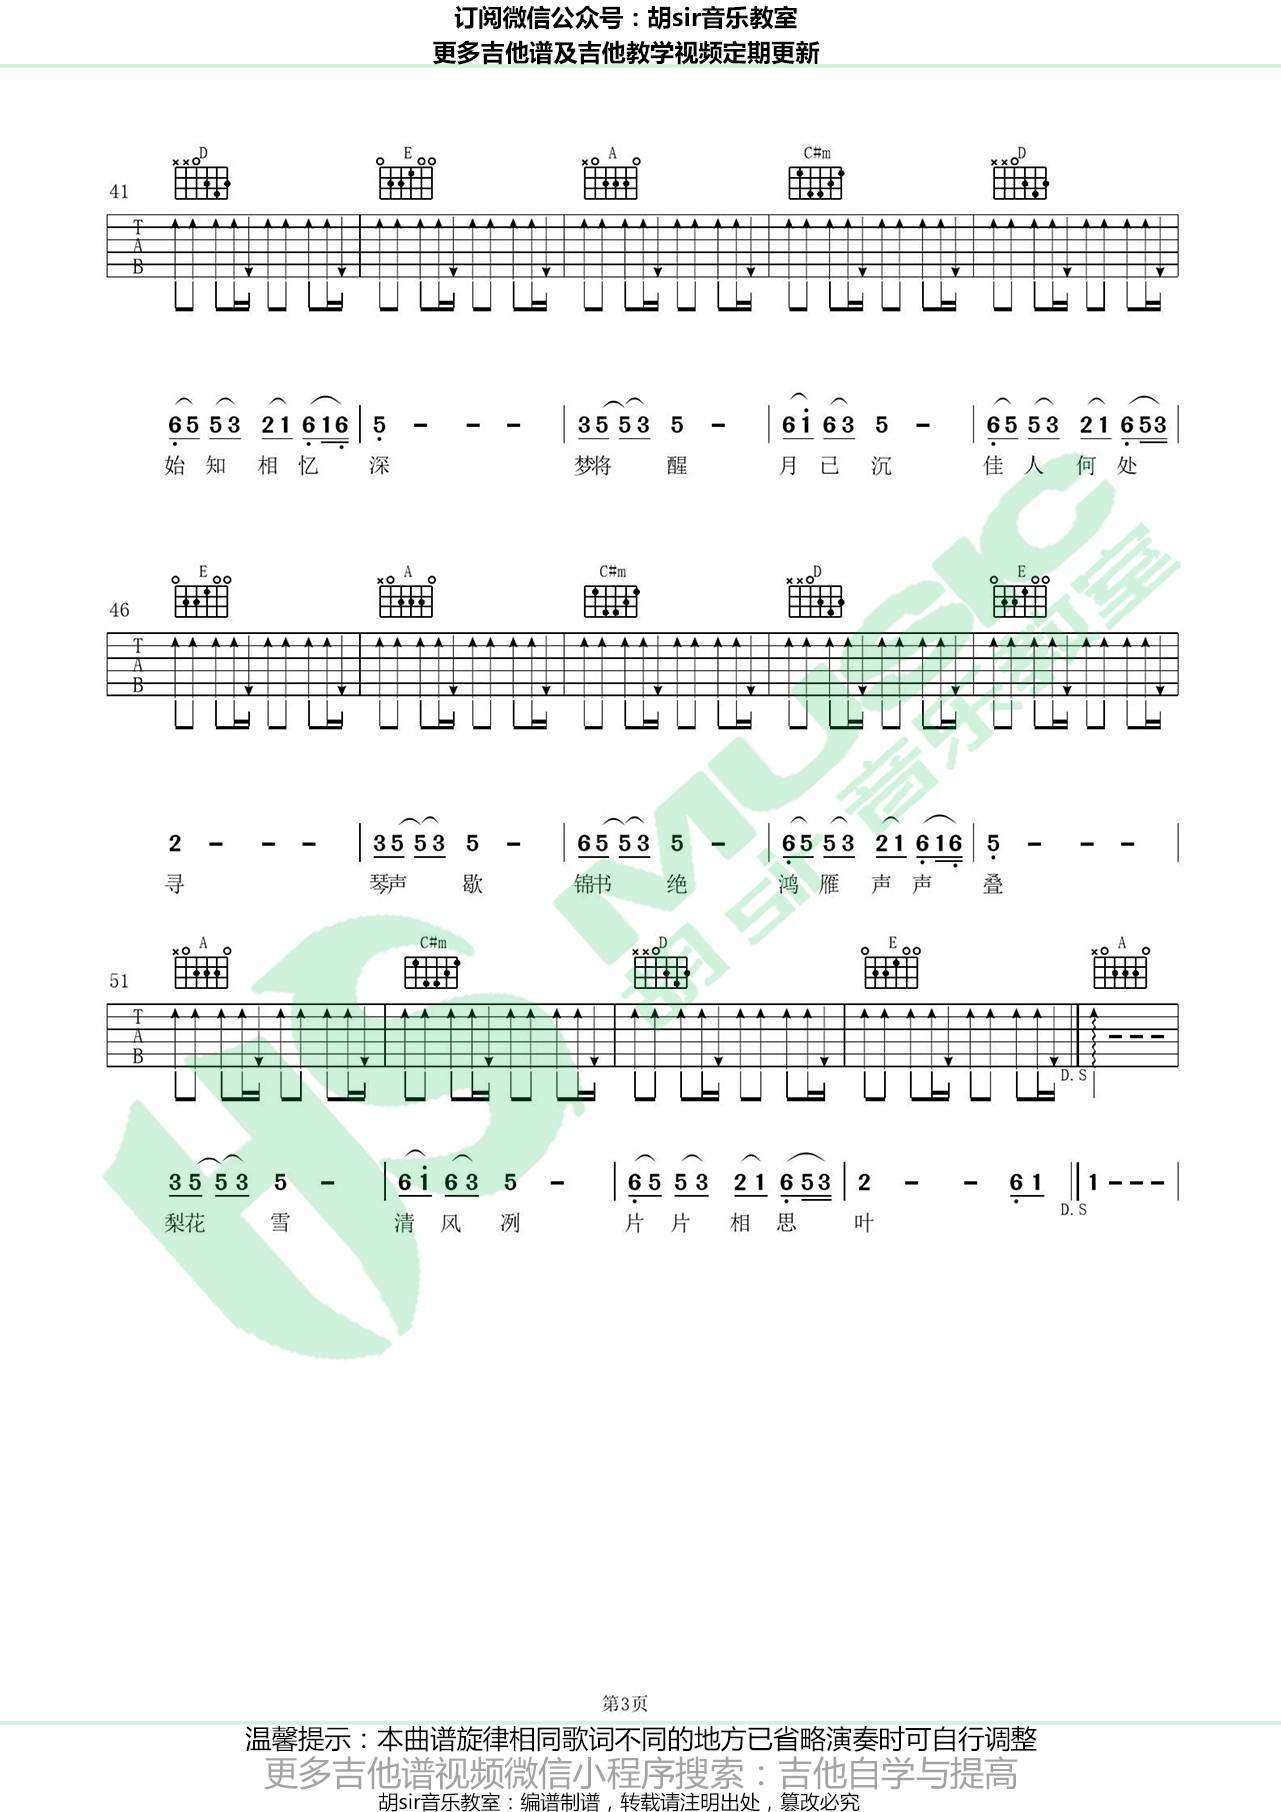 订阅微信公众号：胡sir音乐教室
更多吉他谱及吉他教学视频定期更新
D E A C#m D
41
T
A
B
65 53 21 616 | 5 - - - | 35 53 5 - | 6i 63 5 - | 65 53 21 653 |
始 知 相 忆 深 梦将 醒 月 已 沉 佳 人 何 处
E A C#m D E
46
T
A
B
2 - - - | 35 53 5 - | 65 53 5 - | 65 53 21 616 | 5 - - - |
寻 琴声 歇 锦书 绝 鸿 雁 声 声 叠
A C#m D E A
51
T
A
B
D.S
35 53 5 - | 6i 63 5 - | 65 53 21 653 | 2 - - 61 || 1 - - - |
D.S
梨花 雪 清 风 冽 片 片 相 思 叶
HS MUSIC
胡 sir 音乐教室
第3页
温馨提示：本曲谱旋律相同歌词不同的地方已省略演奏时可自行调整
更多吉他谱视频微信小程序搜索：吉他自学与提高
胡sir音乐教室：编谱制谱，转载请注明出处，篡改必究